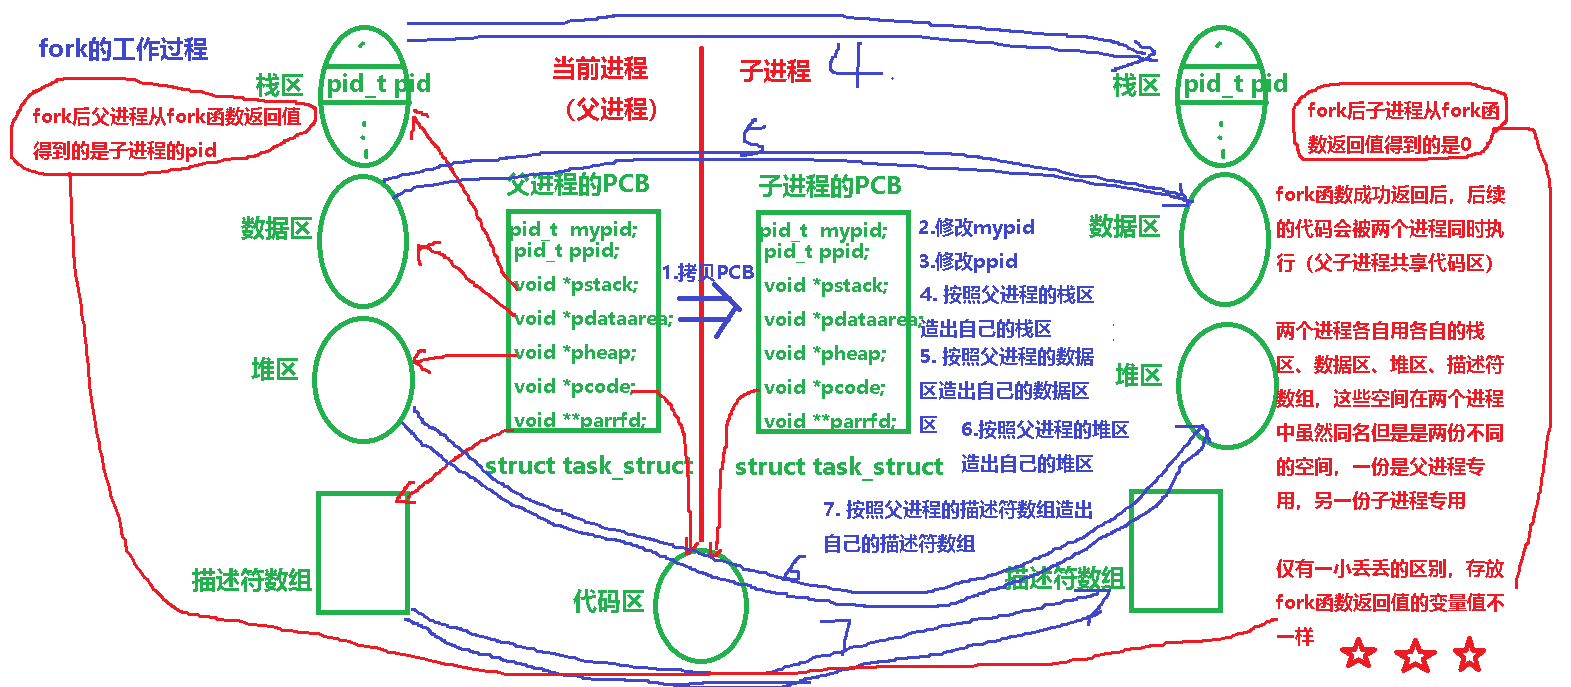 fork的工作过程
栈区
pid_t pid
fork后父进程从fork函数返回值
得到的是子进程的pid
数据区
堆区
描述符数组
当前进程
（父进程）
子进程
4
5
父进程的PCB
pid_t  mypid;
pid_t ppid;
void *pstack;
void *pdataarea;
void *pheap;
void *pcode;
void **parrfd;
struct task_struct
1.拷贝PCB
子进程的PCB
pid_t  mypid;
pid_t ppid;
void *pstack;
void *pdataarea;
void *pheap;
void *pcode;
void **parrfd;
struct task_struct
代码区
2.修改mypid
3.修改ppid
4. 按照父进程的栈区
造出自己的栈区
5. 按照父进程的数据
区造出自己的数据区
区
6.按照父进程的堆区
造出自己的堆区
7. 按照父进程的描述符数组造出
自己的描述符数组
6
7
栈区
pid_t pid
数据区
堆区
描述符数组
fork后子进程从fork函
数返回值得到的是0
fork函数成功返回后，后续
的代码会被两个进程同时执
行（父子进程共享代码区）
两个进程各自用各自的栈
区、数据区、堆区、描述符
数组，这些空间在两个进程
中虽然同名但是是两份不同
的空间，一份是父进程专
用，另一份子进程专用
仅有一小丢丢的区别，存放
fork函数返回值的变量值不
一样